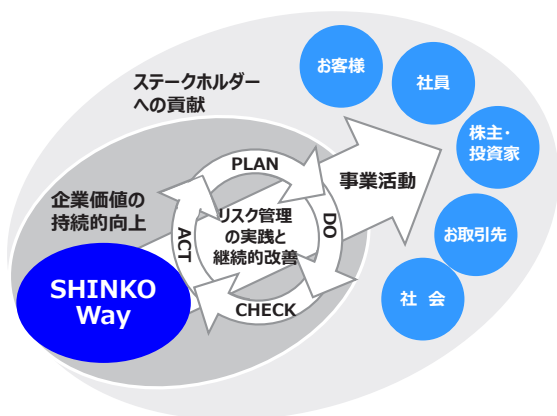 ステークホルダー
への貢献
お客様
社員
株主・
投資家
お取引先
社 会
事業活動
企業価値の
持続的向上
PLAN
DO
CHECK
ACT
リスク管理
の実践と
継続的改善
SHINKO
Way